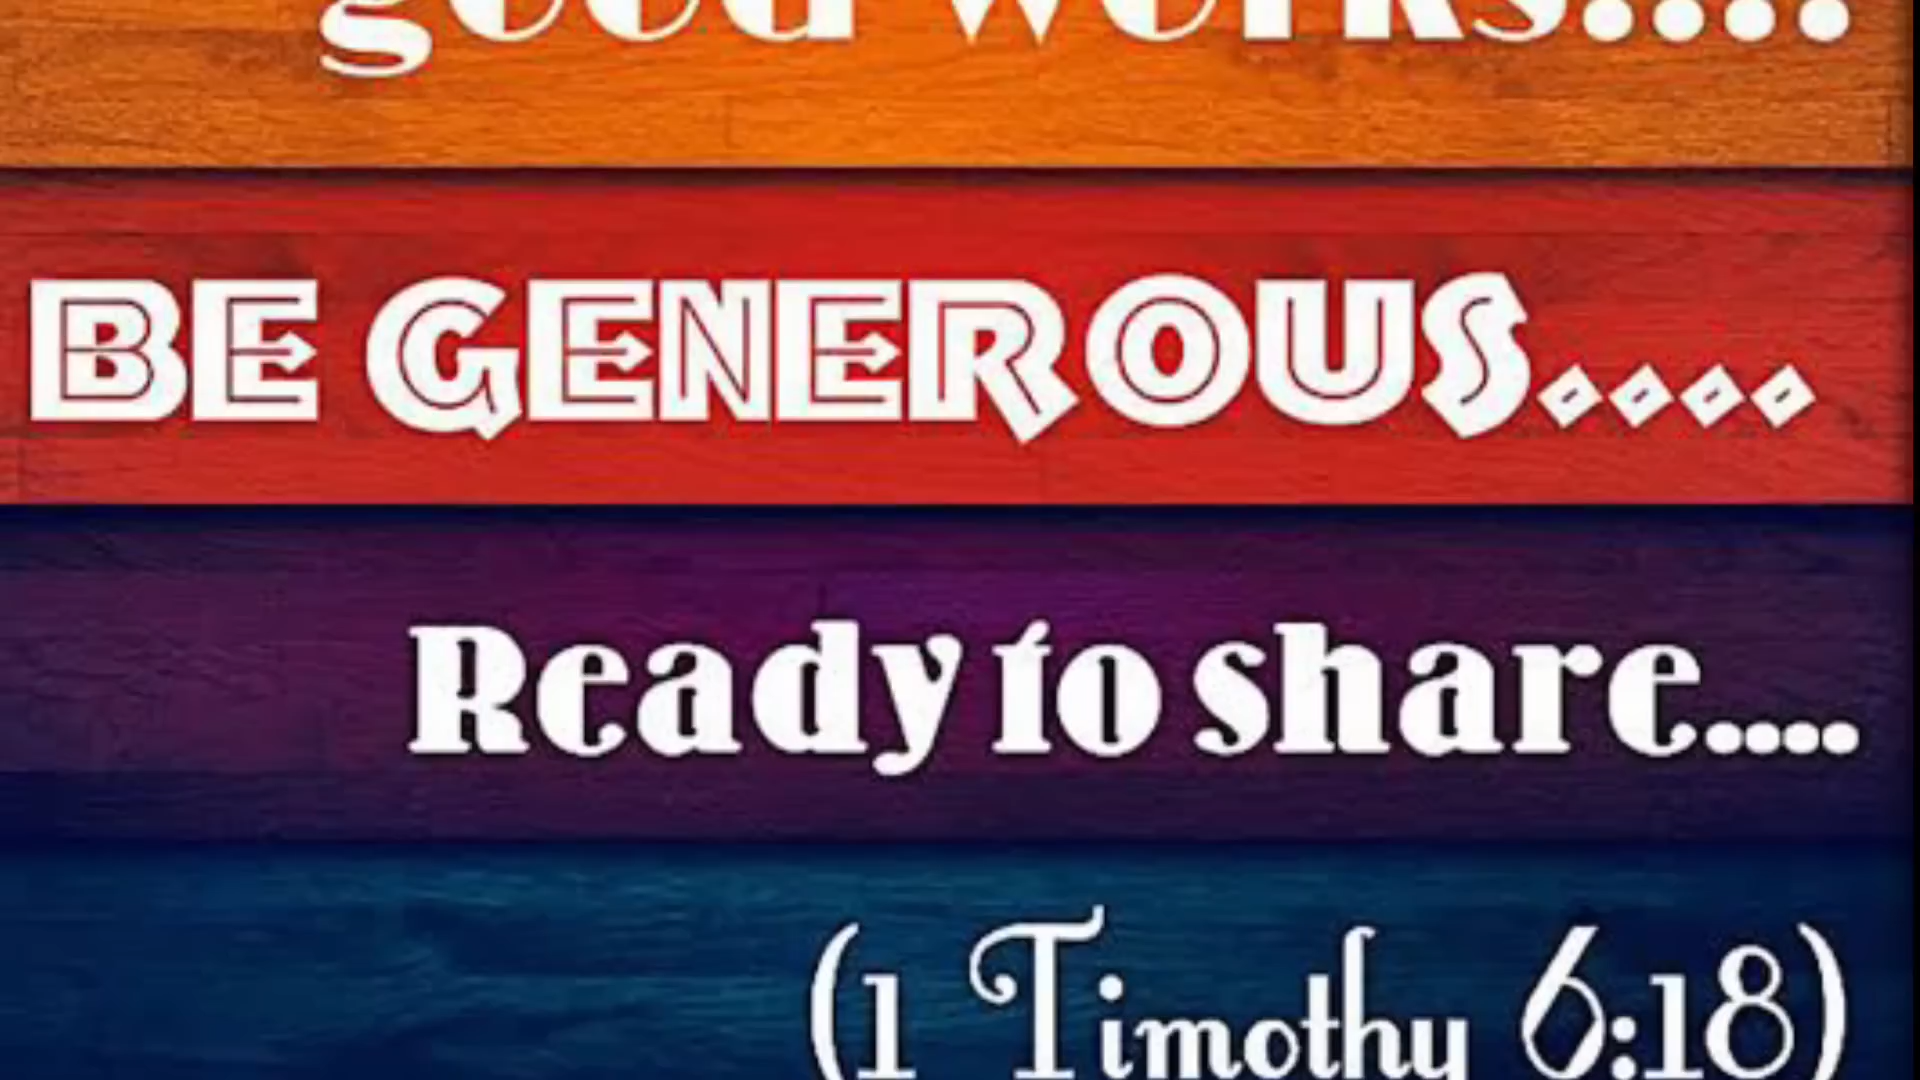 good works....
BE GENEROUS....
Ready to share....
(1 Timothy 6:18)